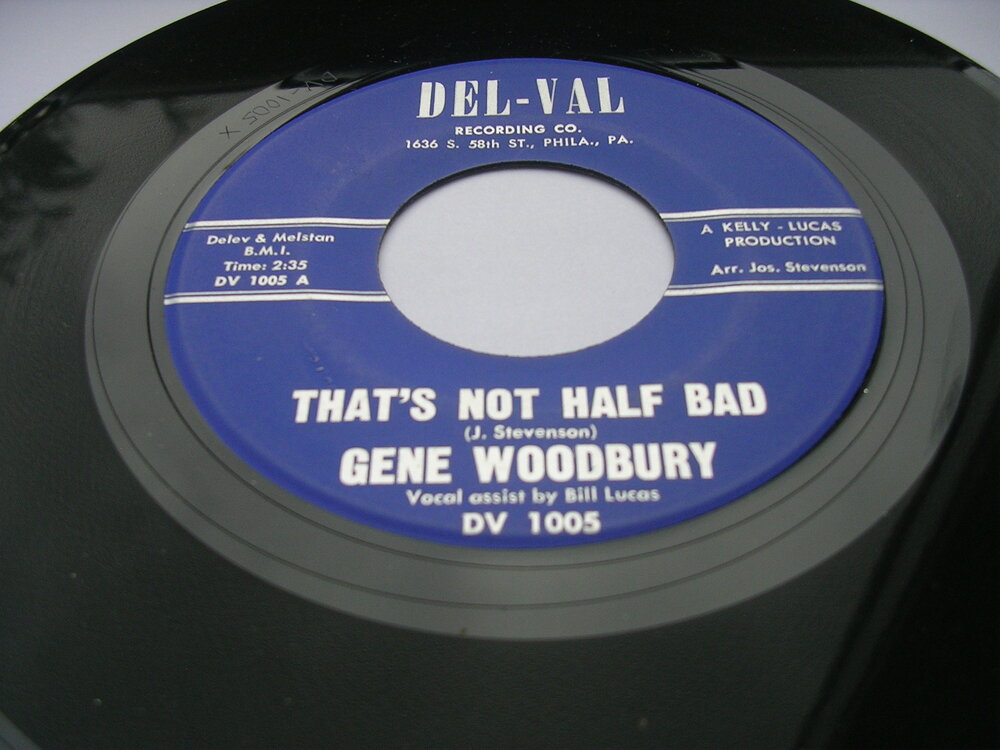 DEL-VAL
RECORDING CO.
1636 S. 58th ST., PHILA., PA.
Delev & Melstan
B.M.I.
Time: 2:35
DV 1005 A
A KELLY - LUCAS
PRODUCTION
Arr. Jos. Stevenson
THAT'S NOT HALF BAD
(J. Stevenson)
GENE WOODBURY
Vocal assist by Bill Lucas
DV 1005